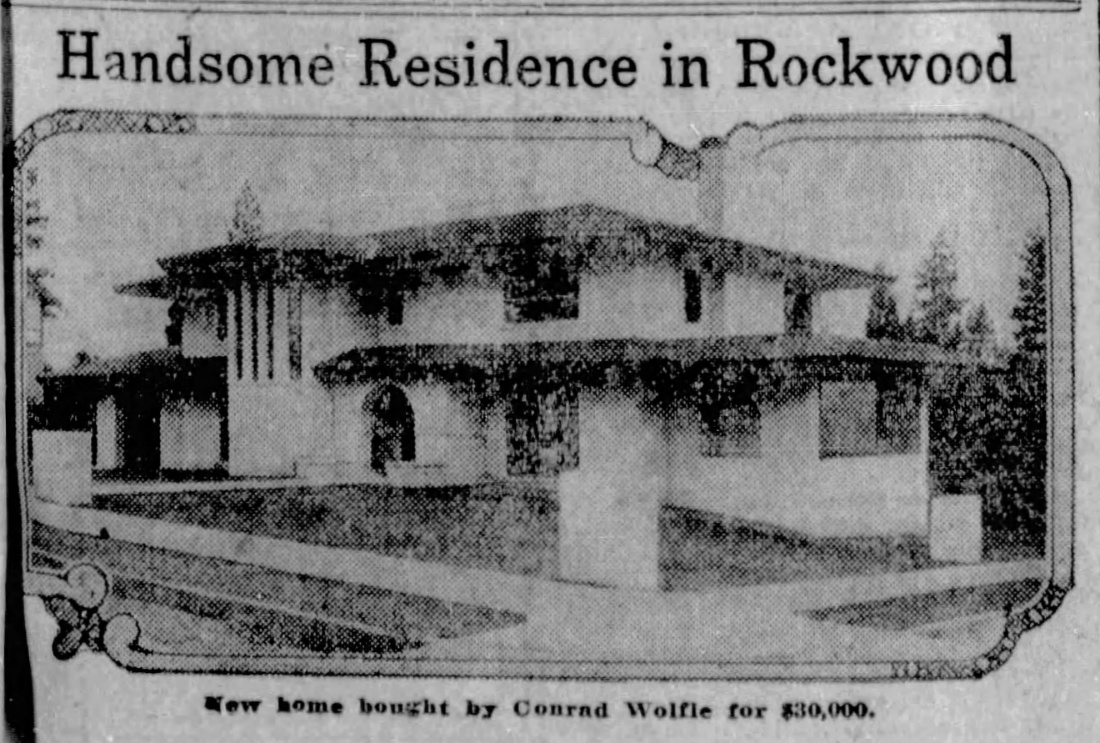 Handsome Residence in Rockwood
New home bought by Conrad Wolfle for $30,000.